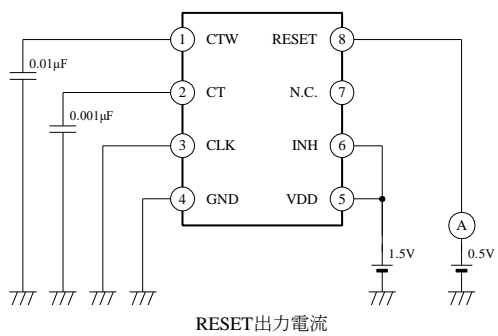 1 CTW RESET 8
0.01μF
2 CT N.C. 7
0.001μF
3 CLK INH 6
4 GND VDD 5
A
1.5V 0.5V
RESET出力電流